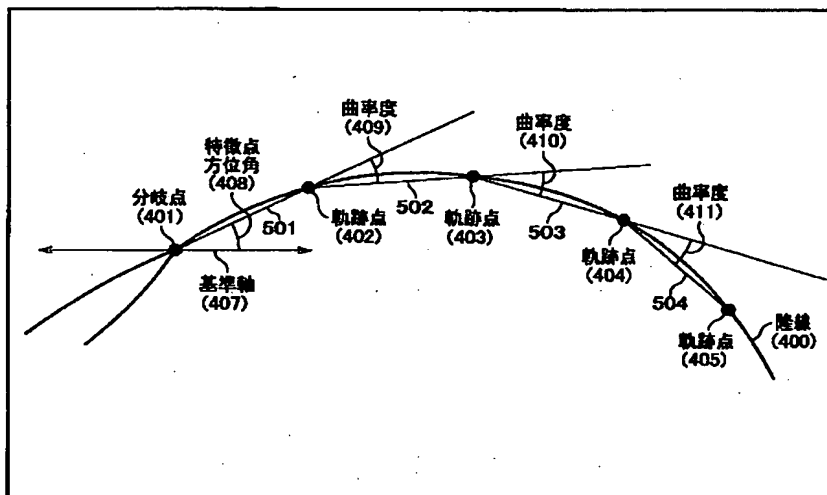 曲率度
(409)
曲率度
(410)
特徴点
方位角
(408)
曲率度
(411)
分岐点
(401)
501
軌跡点
(402)
502
軌跡点
(403)
503
軌跡点
(404)
504
基準軸
(407)
軌跡点
(405)
隆線
(400)